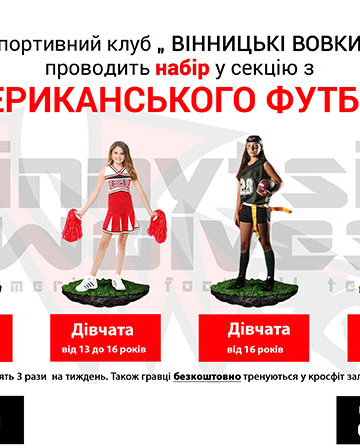 портивний клуб „ ВІННИЦЬКІ ВОВКИ
проводить набір у секцію з
ЕРИКАНСЬКОГО ФУТБ
28
Дівчата
від 13 до 16 років
Дівчата
від 16 років
ять 3 рази на тиждень. Також гравці безкоштовно тренуються у кросфіт зал